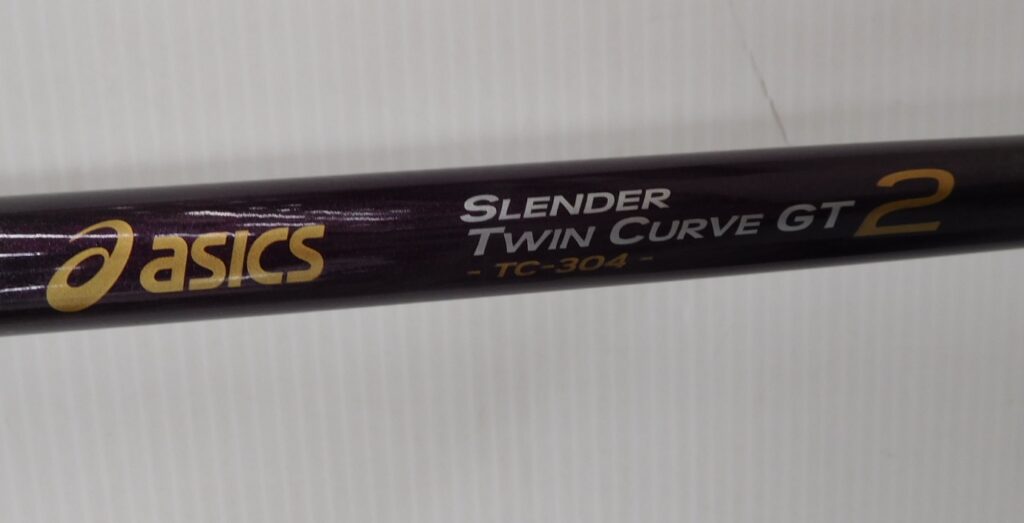 asics
SLENDER
TWIN CURVE GT 2
- TC-304 -